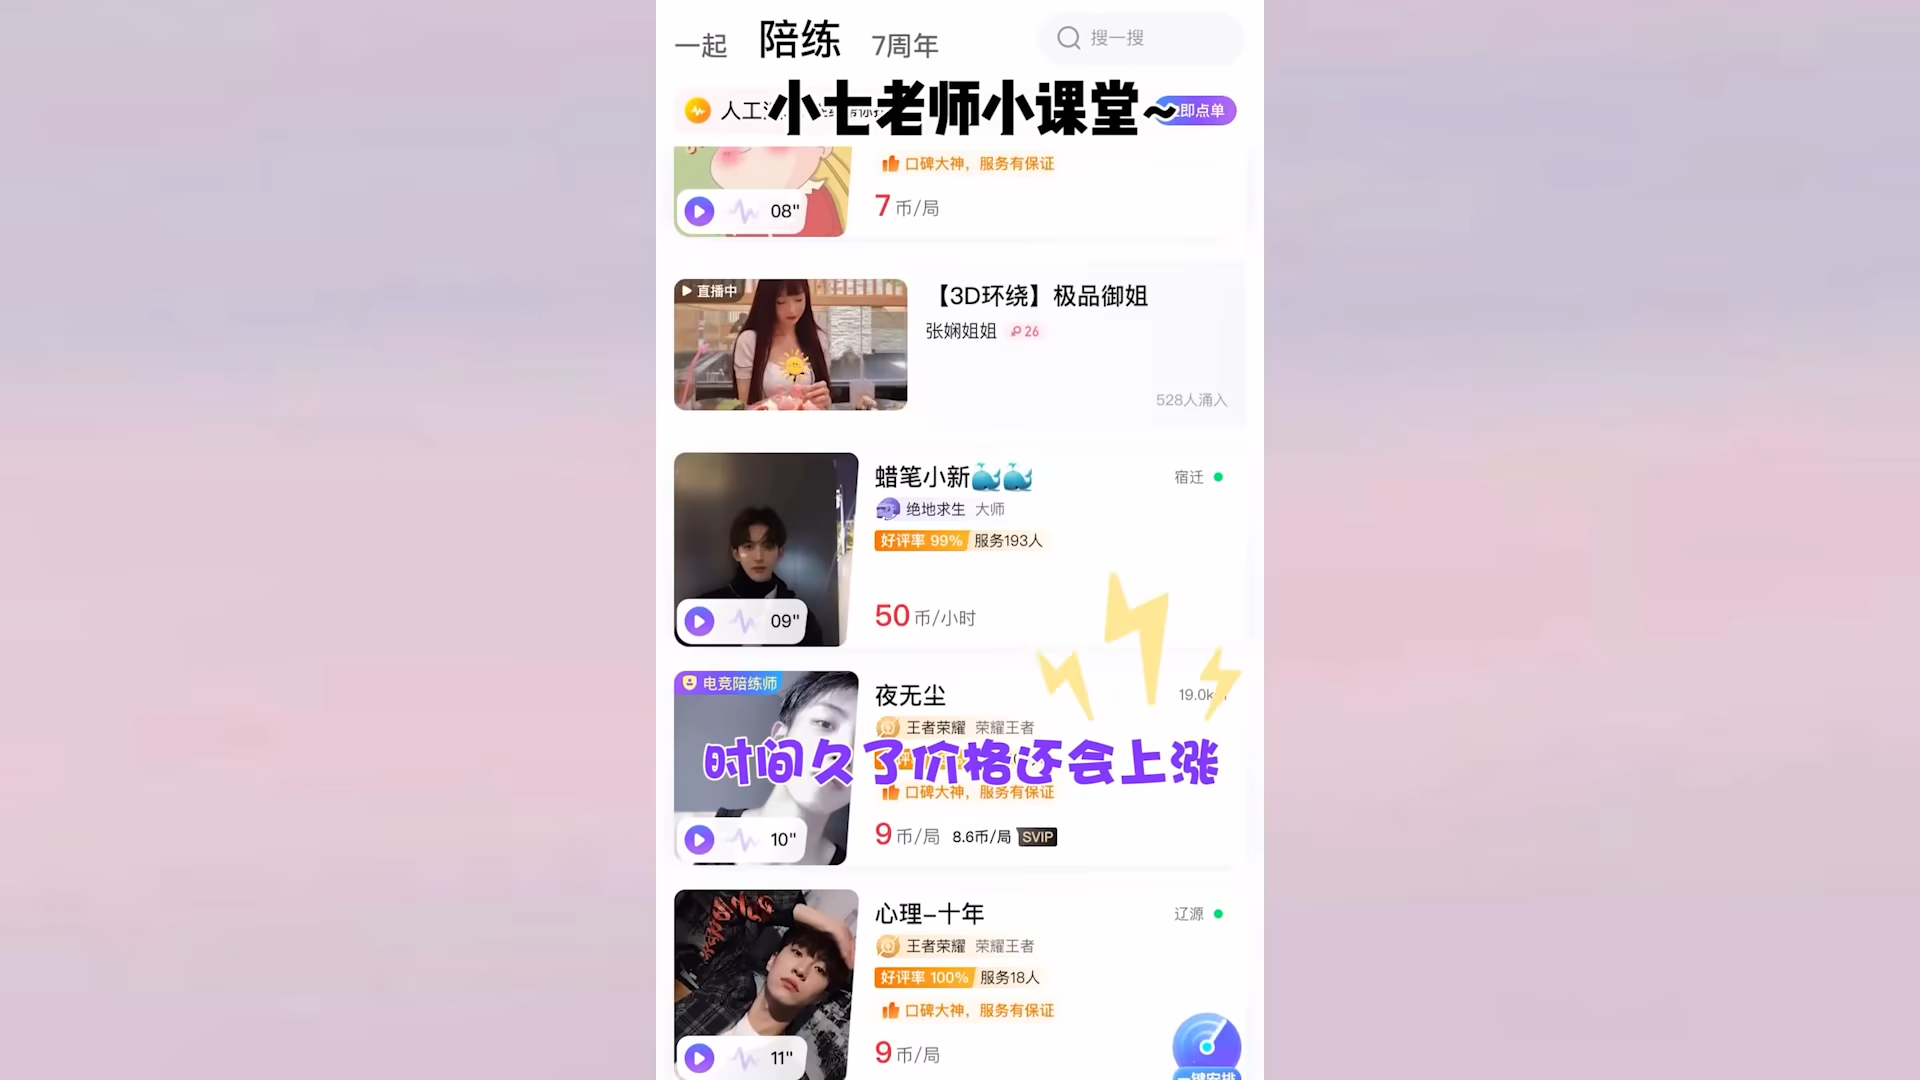 一起 陪练 7周年 搜一搜
小七老师小课堂~
人工 即点单
口碑大神，服务有保证
7币/局
08"
直播中
【3D环绕】极品御姐
张娴姐姐 26
528人涌入
蜡笔小新 宿迁
绝地求生 大师
好评率 99% 服务193人
50币/小时
09"
电竞陪练师
夜无尘 19.0k
王者荣耀 荣耀王者
时间久了价格还会上涨
口碑大神，服务有保证
9币/局 8.6币/局 SVIP
10"
心理-十年 辽源
王者荣耀 荣耀王者
好评率 100% 服务18人
口碑大神，服务有保证
9币/局
11"
一键安排